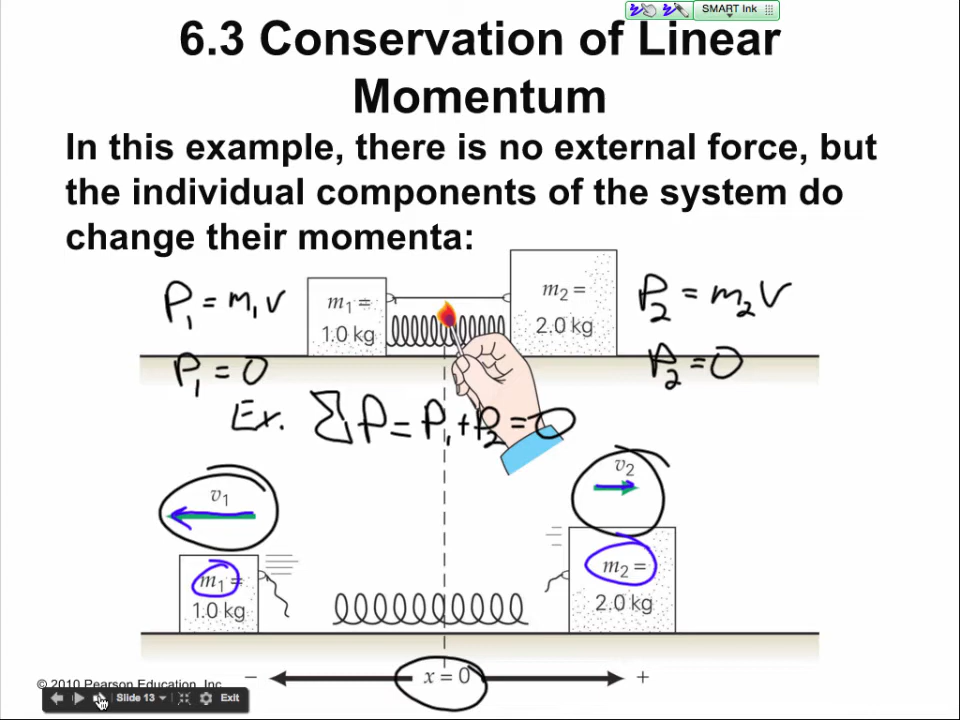 SMART Ink
6.3 Conservation of Linear
Momentum
In this example, there is no external force, but
the individual components of the system do
change their momenta:
P₁ = m₁v
m₁ =
1.0 kg
m₂ =
2.0 kg
P₂ = m₂v
P₁ = 0
P₂ = 0
Ex. ΣP = P₁ + P₂ = 0
v₁
v₂
m₁ =
1.0 kg
m₂ =
2.0 kg
© 2010 Pearson Education, Inc.
− x = 0 +
Slide 13 Exit